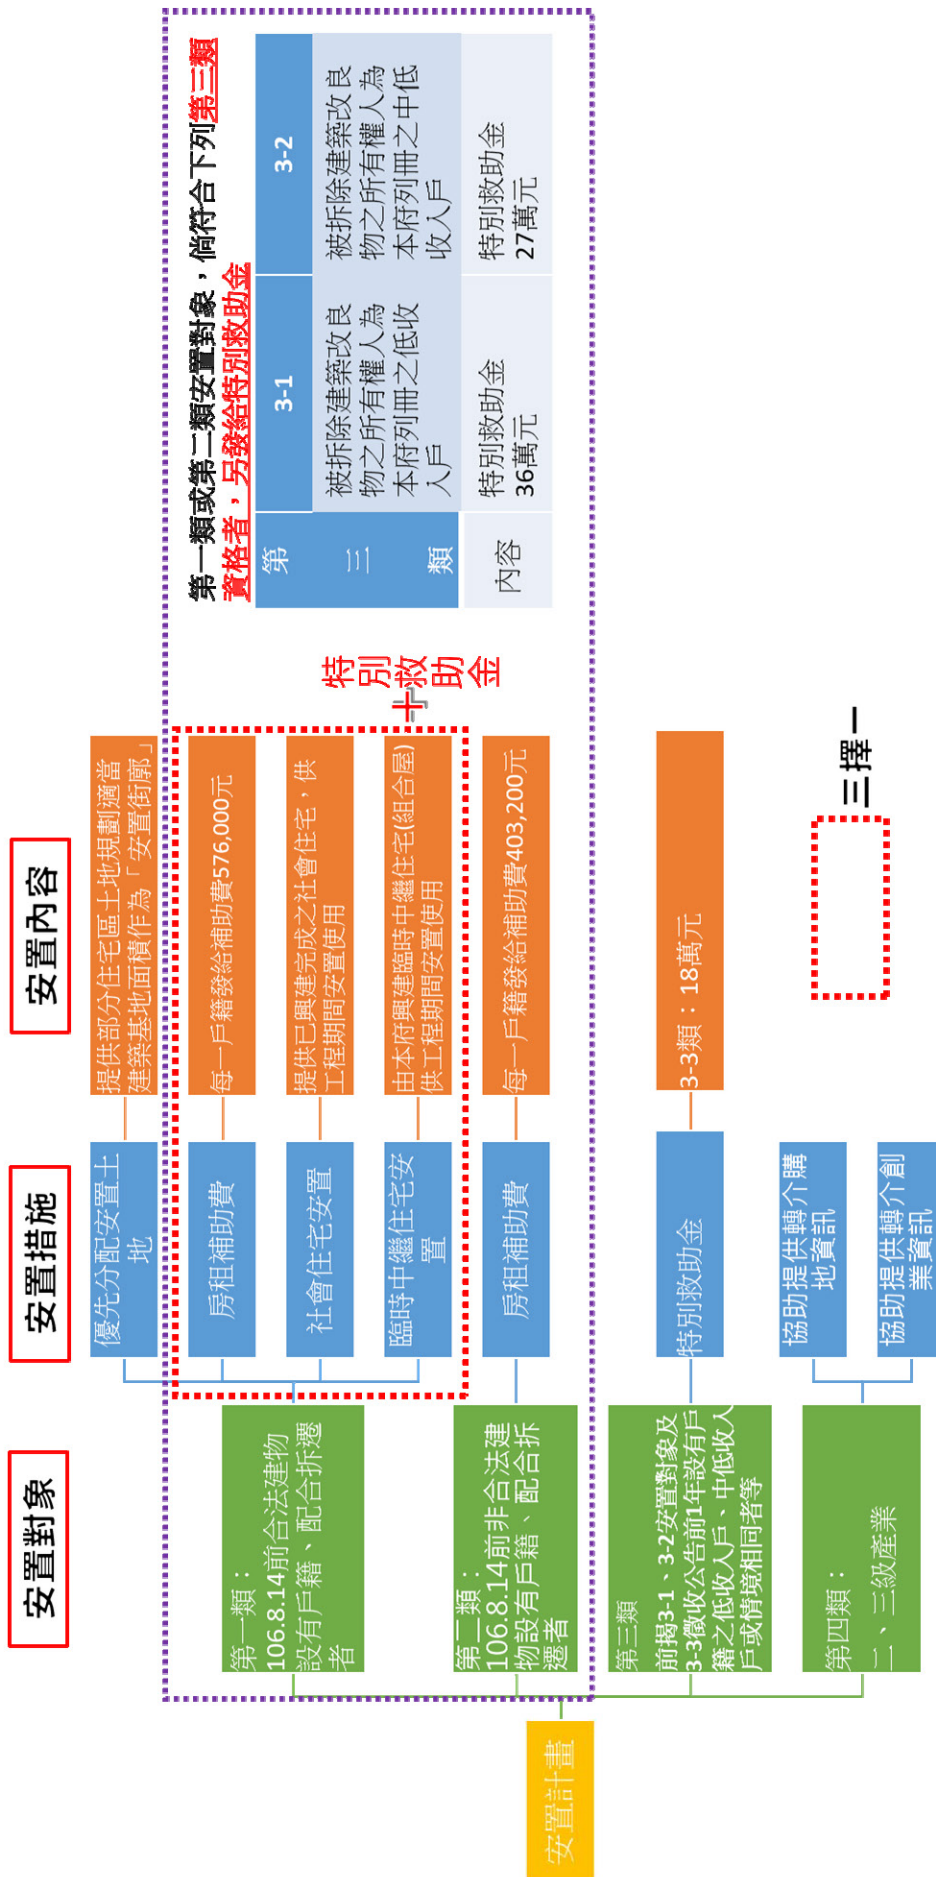 安置對象
安置措施
安置內容
安置計畫
第一類：
106.8.14前合法建物
設有戶籍、配合拆遷
者
優先分配安置土
地
提供部分住宅區土地規劃適當
建築基地面積作為「安置街廓」
房租補助費
每一戶籍發給補助費576,000元
社會住宅安置
提供已興建完成之社會住宅，供
工程期間安置使用
臨時中繼住宅安
置
由本府興建臨時中繼住宅(組合屋)
供工程期間安置使用
第二類：
106.8.14前非合法建
物設有戶籍、配合拆
遷者
房租補助費
每一戶籍發給補助費403,200元
第三類
前揭3-1、3-2安置對象及
3-3徵收公告前1年設有戶
籍之低收入戶、中低收入
戶或情境相同者等
特別救助金
3-3類：18萬元
第四類：
二、三級產業
協助提供轉介購
地資訊
協助提供轉介創
業資訊
三擇一
+
特別
救助
金
第一類或第二類安置對象，倘符合下列第三類
資格者，另發給特別救助金
第三類
3-1
3-2
被拆除建築改良
物之所有權人為
本府列冊之低收
入戶
被拆除建築改良
物之所有權人為
本府列冊之中低
收入戶
內容
特別救助金
36萬元
特別救助金
27萬元